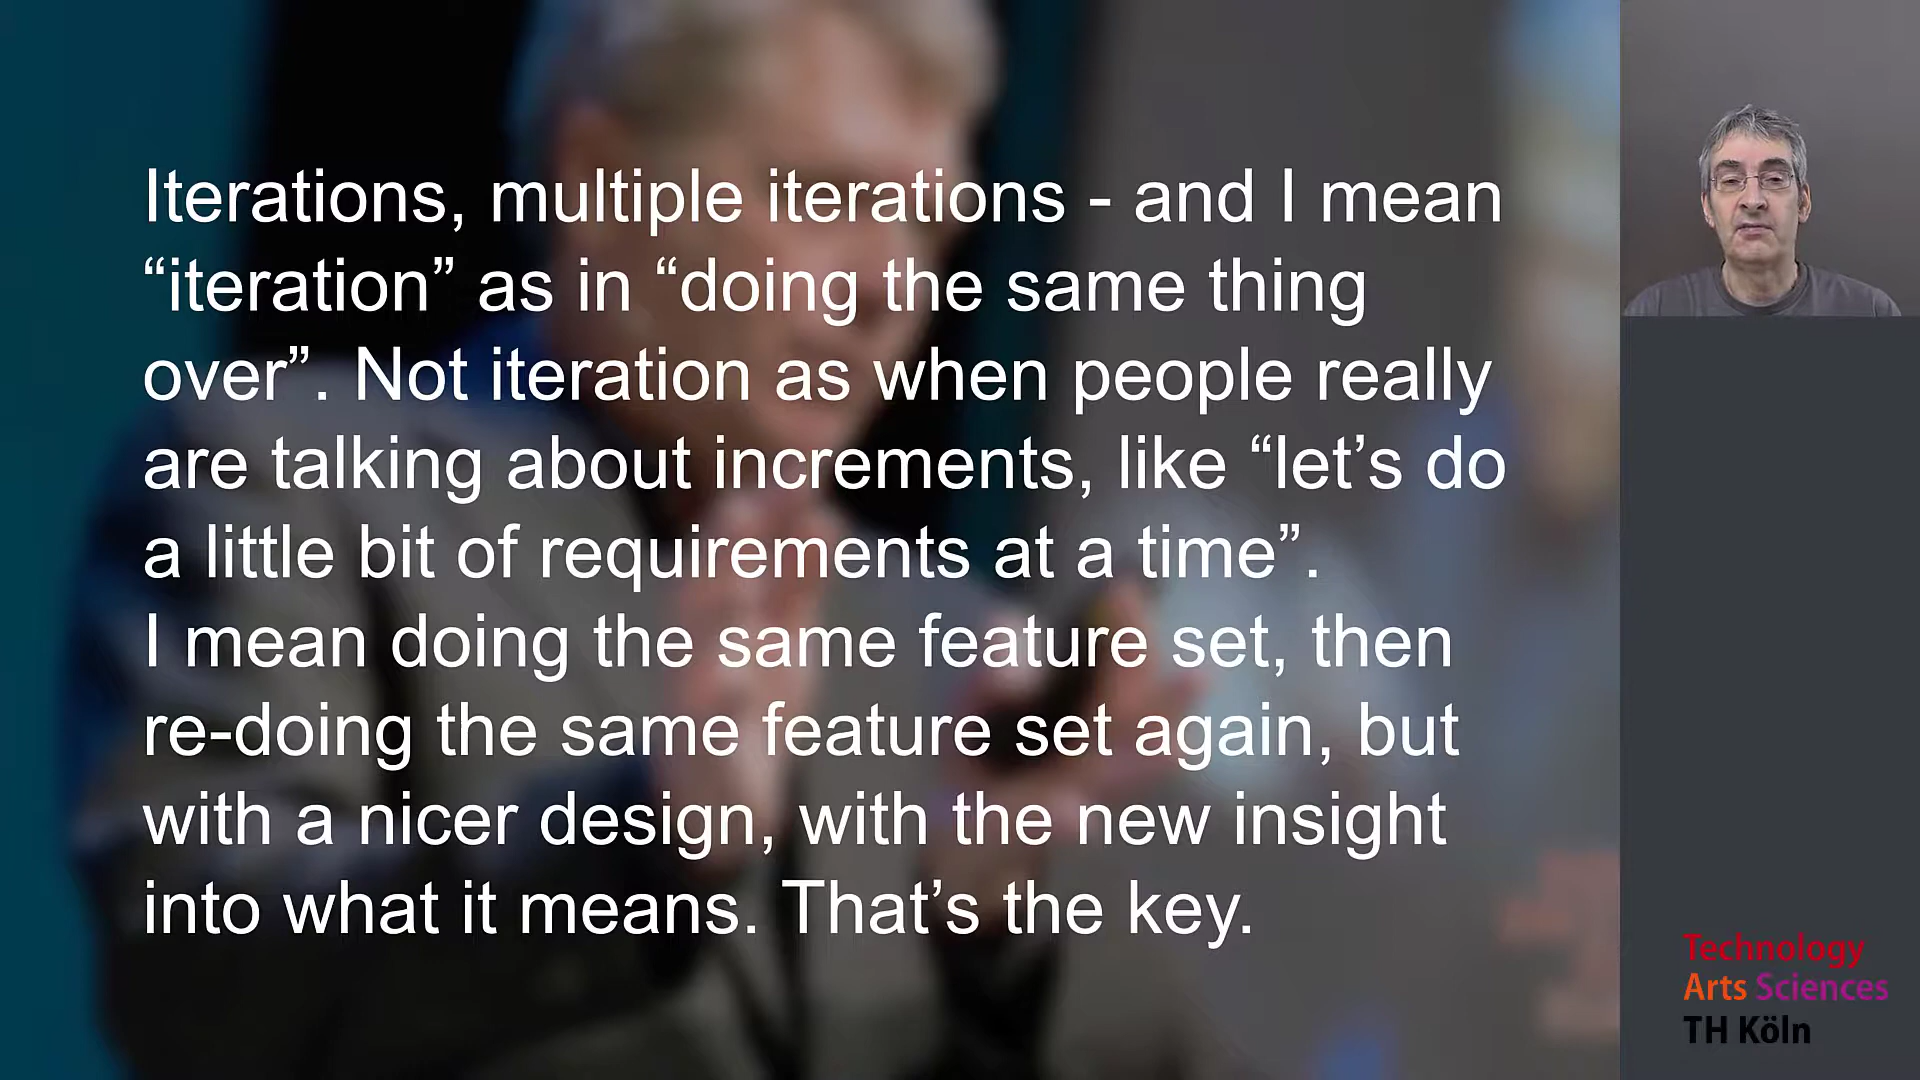 Iterations, multiple iterations - and I mean
“iteration” as in “doing the same thing
over”. Not iteration as when people really
are talking about increments, like “let’s do
a little bit of requirements at a time”.
I mean doing the same feature set, then
re-doing the same feature set again, but
with a nicer design, with the new insight
into what it means. That’s the key.
Technology
Arts Sciences
TH Köln